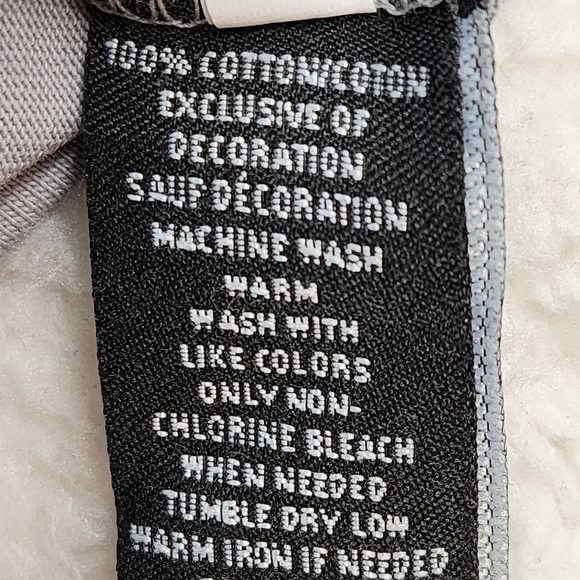 100% COTTON/COTON
EXCLUSIVE OF
DECORATION
SAUF DÉCORATION
MACHINE WASH
WARM
WASH WITH
LIKE COLORS
ONLY NON-
CHLORINE BLEACH
WHEN NEEDED
TUMBLE DRY LOW
WARM IRON IF NEEDED